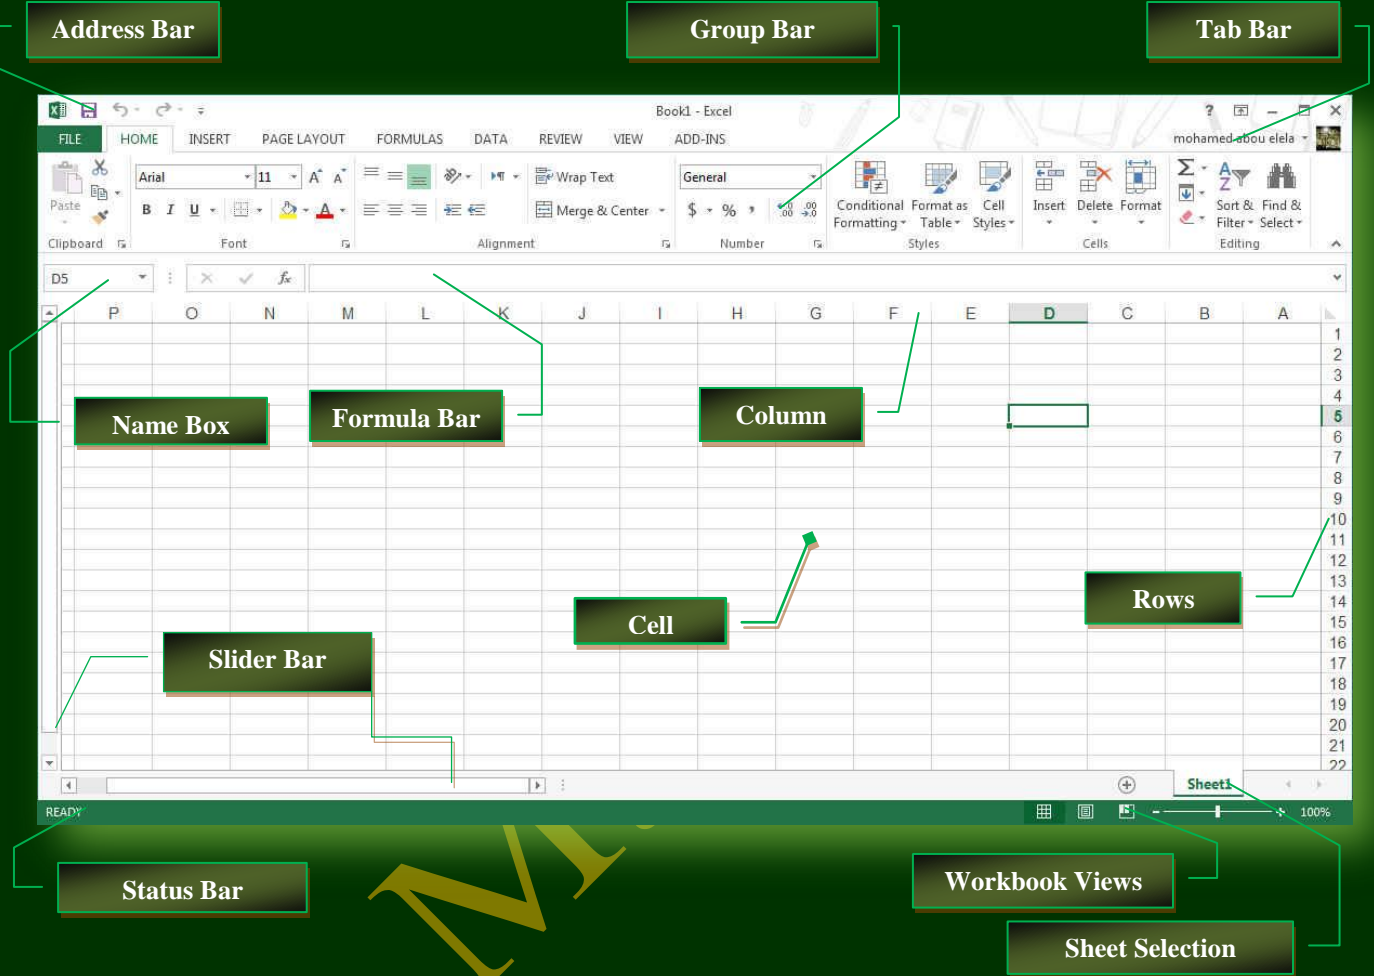 Address Bar
Group Bar
Tab Bar
Book1 - Excel
?
FILE HOME INSERT PAGE LAYOUT FORMULAS DATA REVIEW VIEW ADD-INS
mohamed abou elela
Paste
Arial 11 A A
B I U A
Wrap Text
Merge & Center
General
$ % , .00 .00
Conditional Formatting
Format as Table
Cell Styles
Insert Delete Format
Sort & Filter
Find & Select
Clipboard Font Alignment Number Styles Cells Editing
D5 fx
P O N M L K J I H G F E D C B A
1
2
3
4
5
6
7
8
9
10
11
12
13
14
15
16
17
18
19
20
21
22
Name Box
Formula Bar
Column
Rows
Cell
Slider Bar
Sheet1
READY
100%
Status Bar
Workbook Views
Sheet Selection
M.